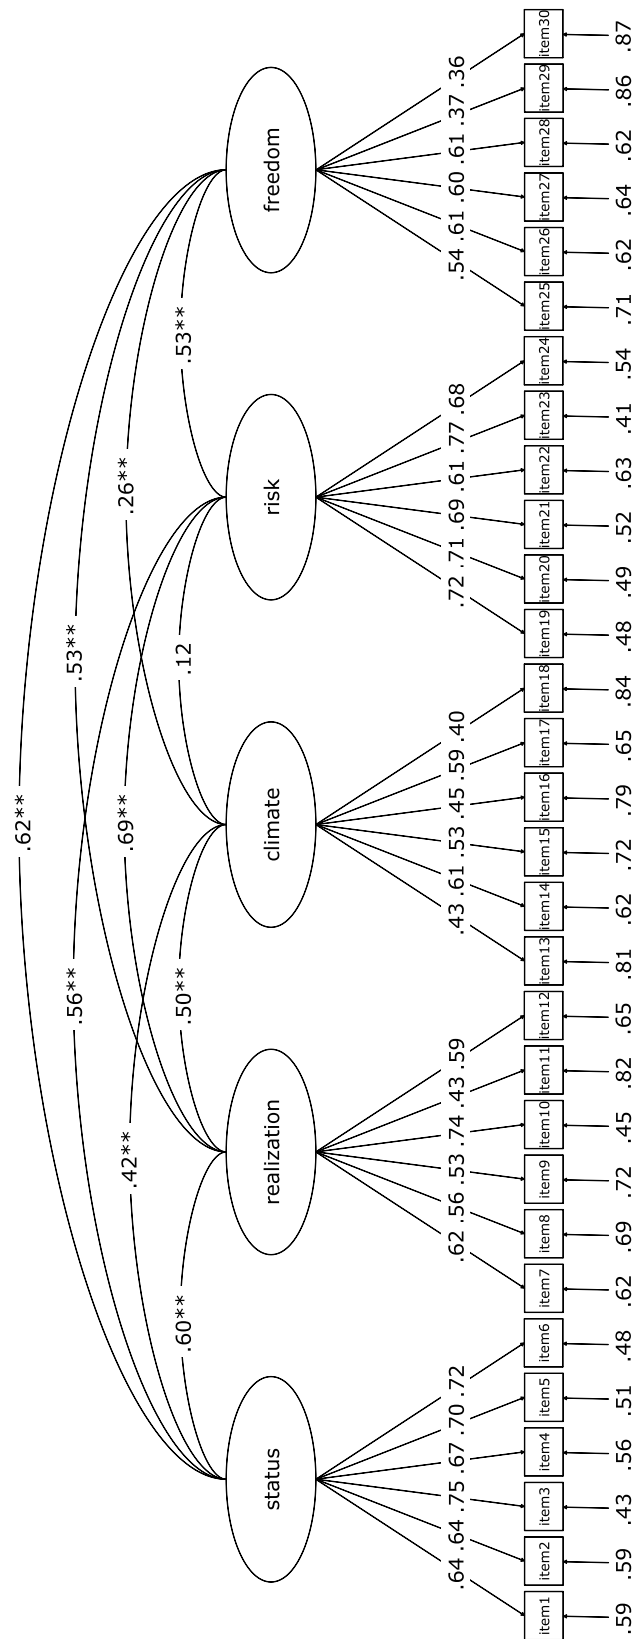 .62**
.56** .53**
.42** .69** .26**
.60** .50** .12 .53**
status realization climate risk freedom
.64 .64 .75 .67 .70 .72 .62 .56 .53 .74 .43 .59 .43 .61 .53 .45 .59 .40 .72 .71 .69 .61 .77 .68 .54 .61 .60 .61 .37 .36
item1 item2 item3 item4 item5 item6 item7 item8 item9 item10 item11 item12 item13 item14 item15 item16 item17 item18 item19 item20 item21 item22 item23 item24 item25 item26 item27 item28 item29 item30
.59 .59 .43 .56 .51 .48 .62 .69 .72 .45 .82 .65 .81 .62 .72 .79 .65 .84 .48 .49 .52 .63 .41 .54 .71 .62 .64 .62 .86 .87